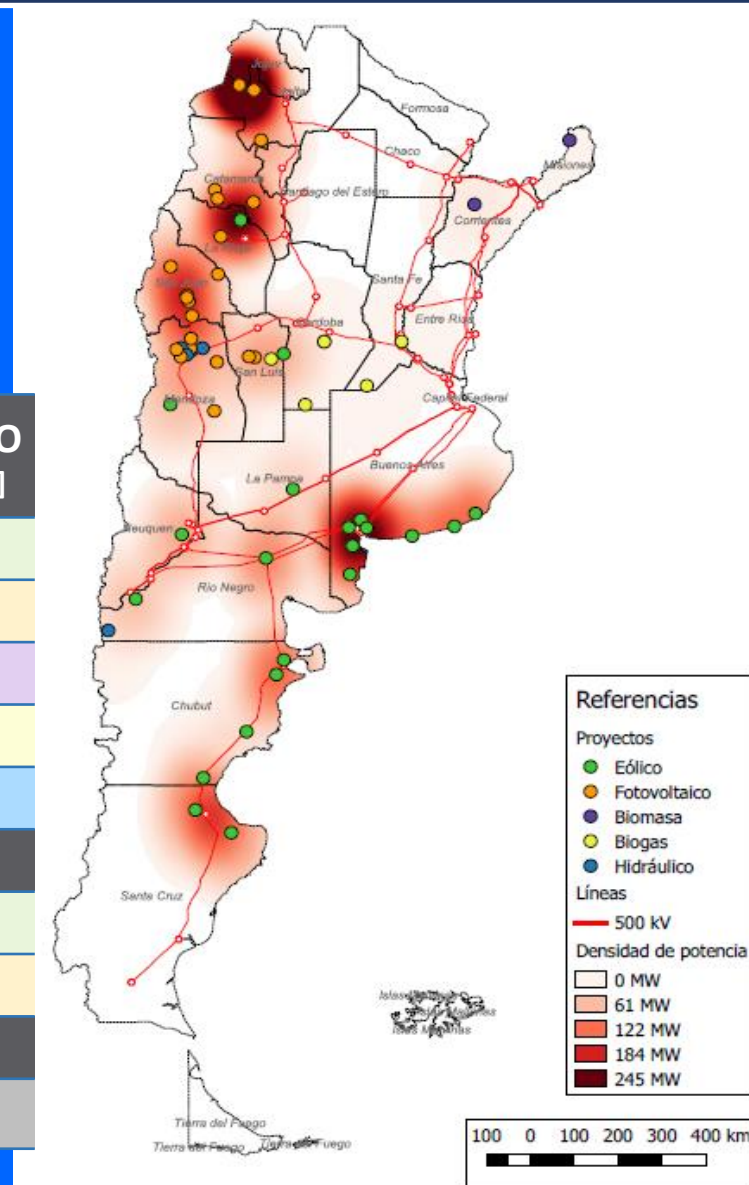 Jujuy
Salta
Formosa
Chaco
Misiones
Catamarca
Santiago del Estero
Corrientes
La Rioja
Santa Fe
San Juan
Cordoba
Entre Rios
San Luis
Mendoza
Capital Federal
La Pampa
Buenos Aires
Neuquen
Rio Negro
Chubut
Santa Cruz
Islas Malvinas
Tierra del Fuego
Tierra del Fuego
Tierra del Fuego
O
]
Referencias
Proyectos
Eólico
Fotovoltaico
Biomasa
Biogas
Hidráulico
Líneas
500 kV
Densidad de potencia
0 MW
61 MW
122 MW
184 MW
245 MW
100 0 100 200 300 400 km